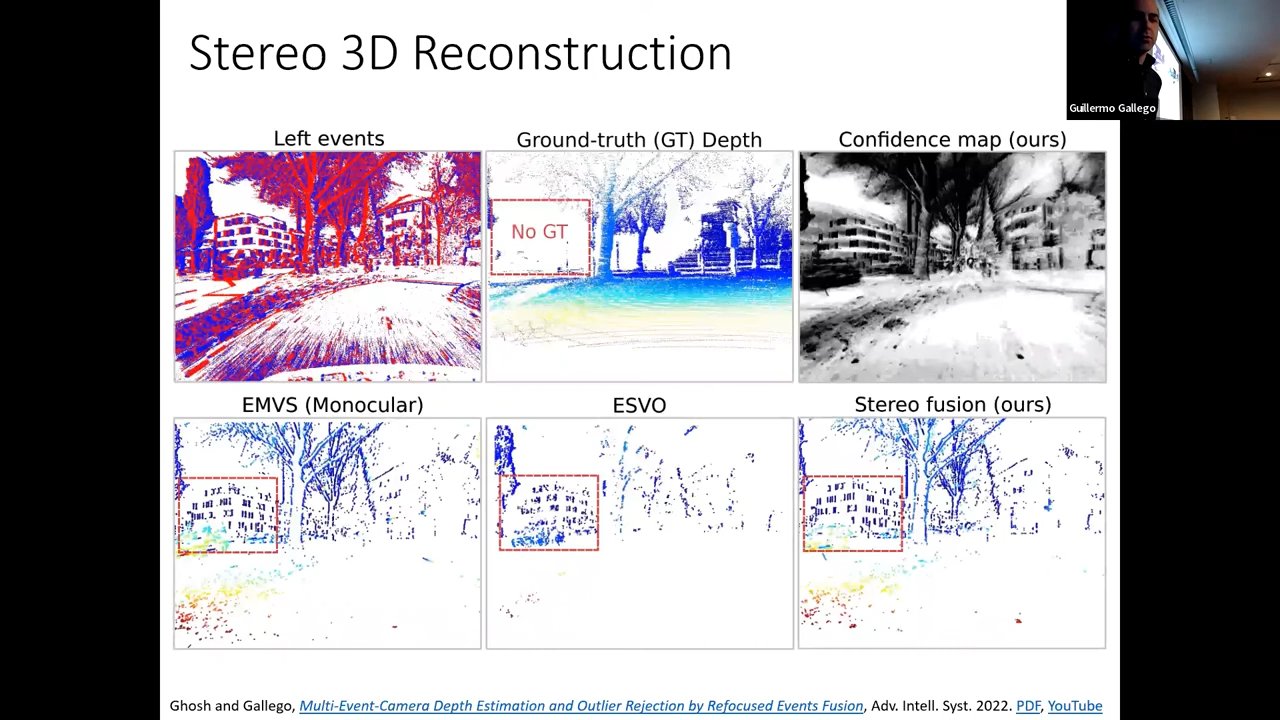 Stereo 3D Reconstruction
Guillermo Gallego
Left events
Ground-truth (GT) Depth
Confidence map (ours)
No GT
EMVS (Monocular)
ESVO
Stereo fusion (ours)
Ghosh and Gallego, Multi-Event-Camera Depth Estimation and Outlier Rejection by Refocused Events Fusion, Adv. Intell. Syst. 2022. PDF, YouTube